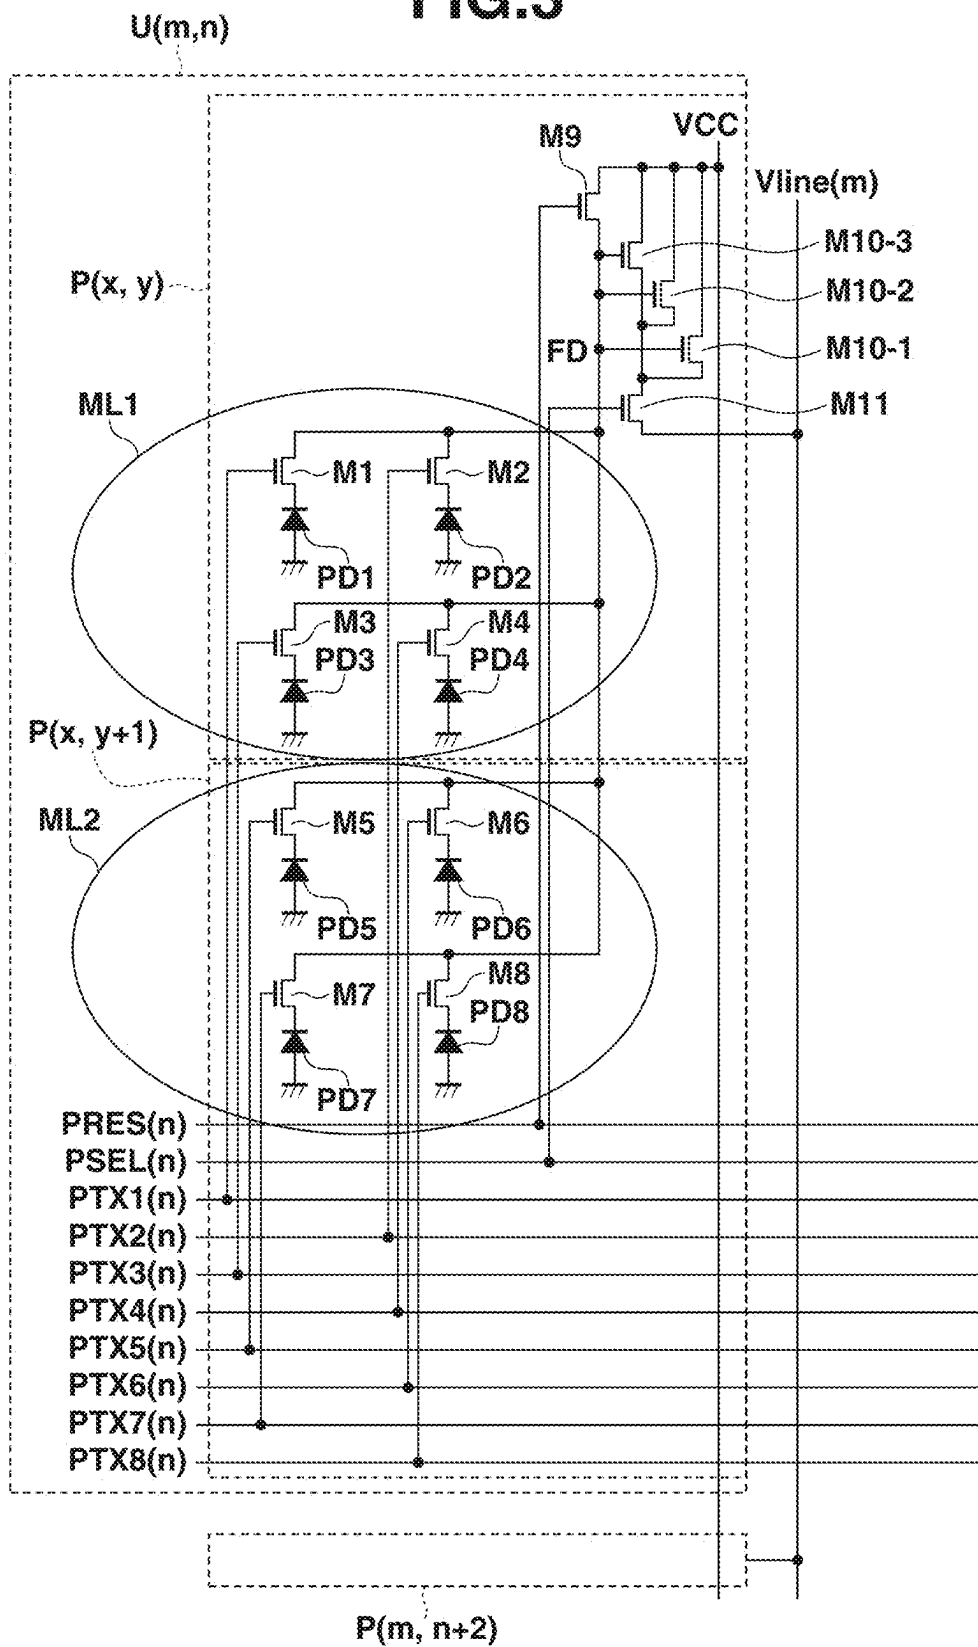 FIG.3
U(m,n)
VCC
M9
Vline(m)
M10-3
P(x, y)
M10-2
FD
M10-1
ML1
M11
M1
M2
PD1
PD2
M3
M4
PD3
PD4
P(x, y+1)
ML2
M5
M6
PD5
PD6
M8
M7
PD8
PD7
PRES(n)
PSEL(n)
PTX1(n)
PTX2(n)
PTX3(n)
PTX4(n)
PTX5(n)
PTX6(n)
PTX7(n)
PTX8(n)
P(m, n+2)